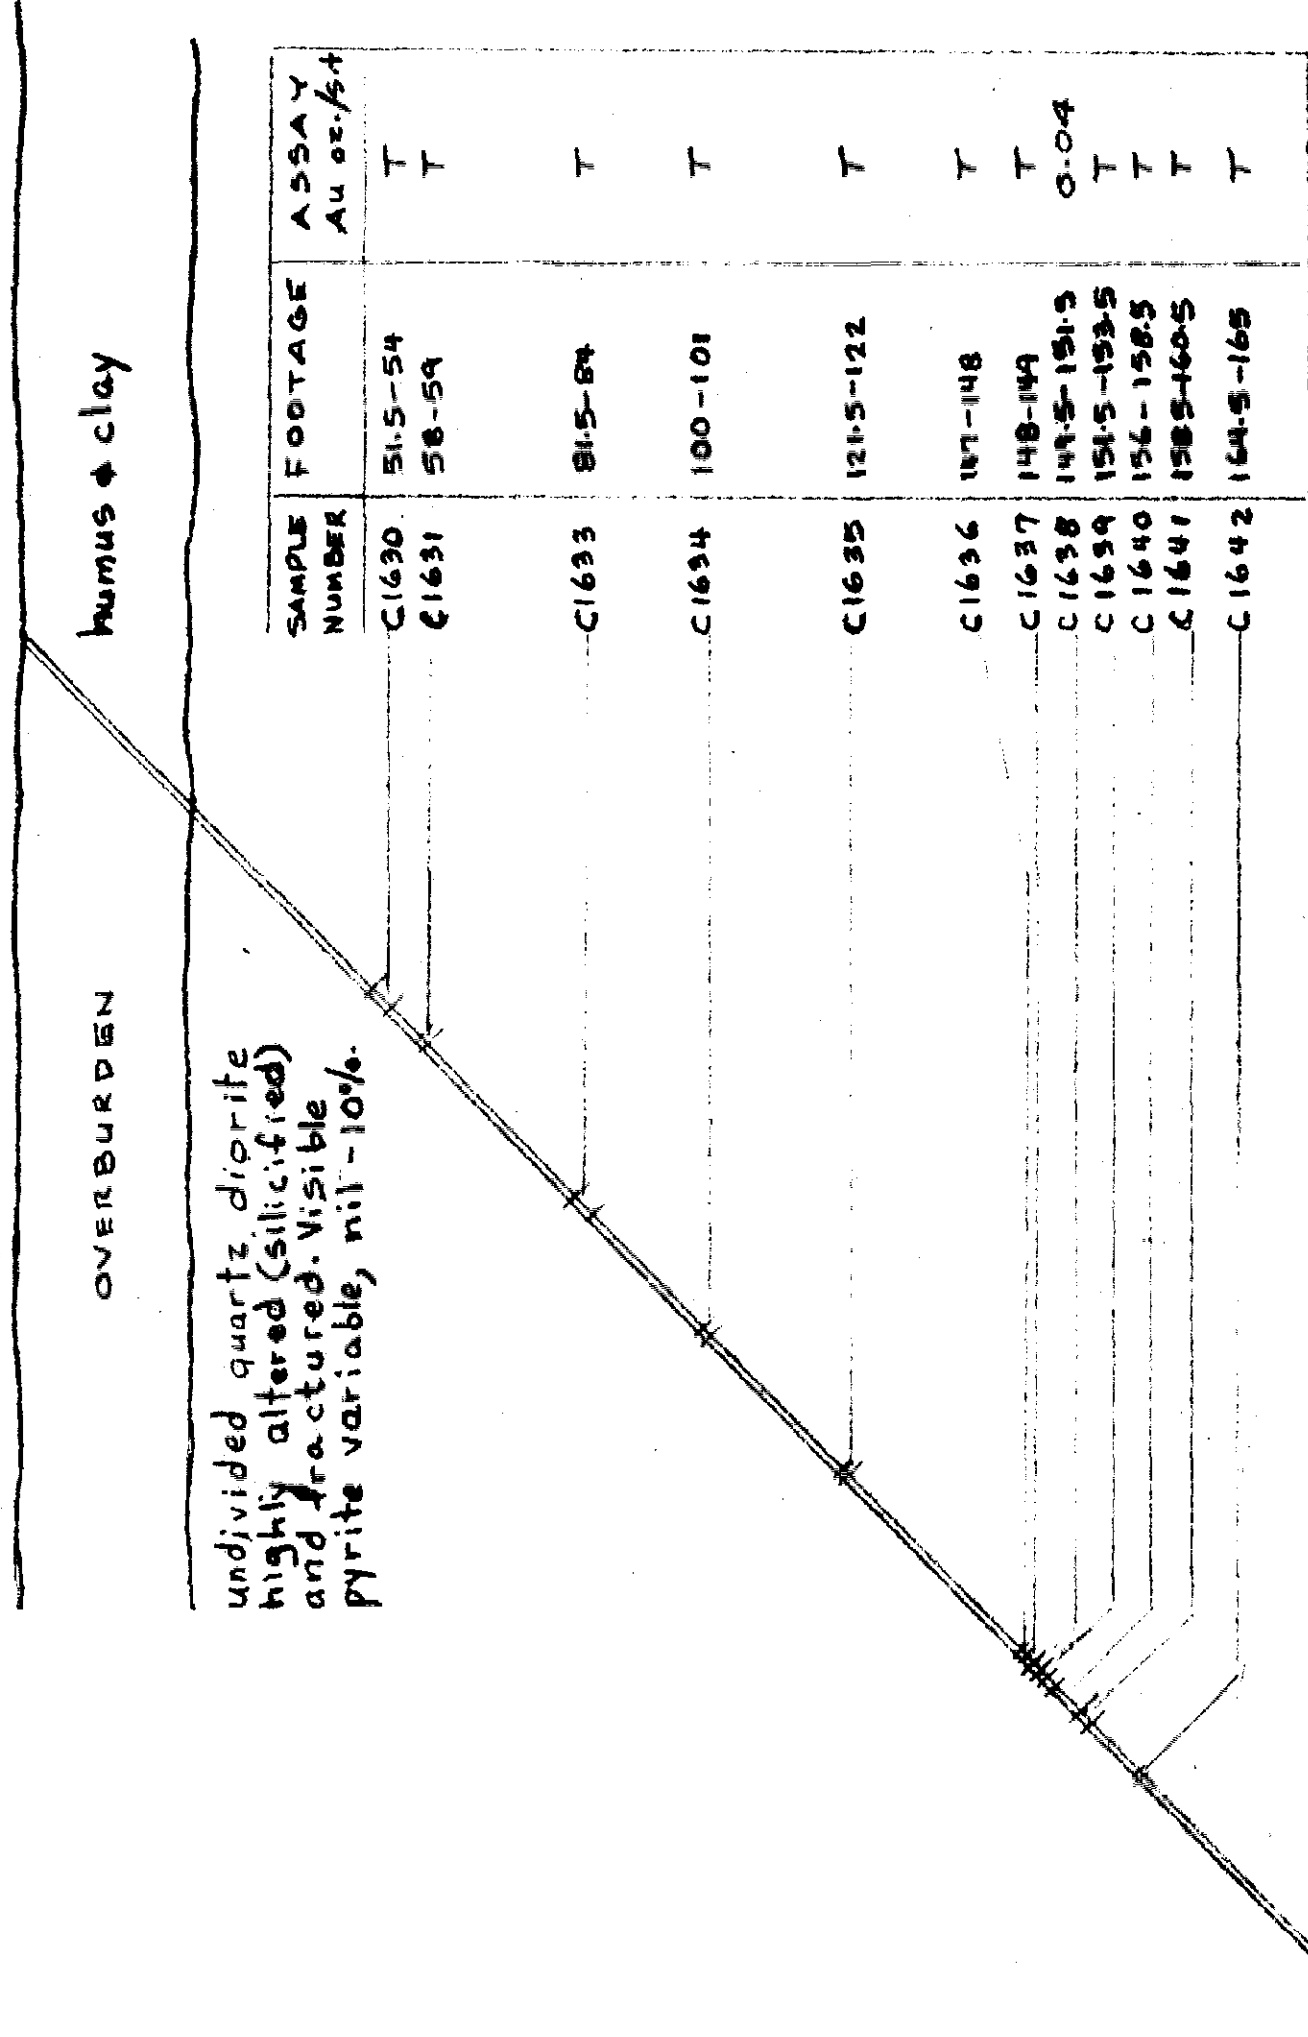 OVERBURDEN
humus & clay
undivided quartz diorite
highly altered (silicified)
and fractured. Visible
pyrite variable, nil - 10%.
SAMPLE NUMBER FOOTAGE ASSAY Au oz./s.t
C1630 51.5-54 T
C1631 58-59 T
C1633 81.5-84 T
C1634 100-101 T
C1635 121.5-122 T
C1636 147-148 T
C1637 148-149 T
C1638 149.5-151.5 0.04
C1639 151.5-153.5 T
C1640 156-158.5 T
C1641 158.5-160.5 T
C1642 164.5-165 T